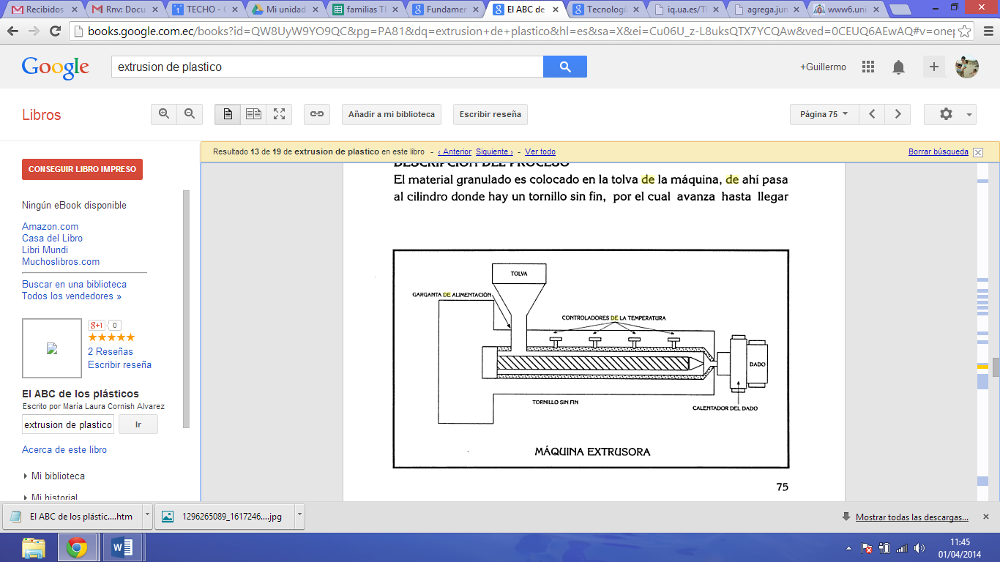 Recibidos
Rnv: Docu
TECHO - C
Mi unidad
familias TE
Fundamen
El ABC de
Tecnologí
iq.ua.es/TI
agrega.jun
www6.uni
books.google.com.ec/books?id=QW8UyW9YO9QC&pg=PA81&dq=extrusion+de+plastico&hl=es&sa=X&ei=Cu06U_z-L8uksQTX7YCQAw&ved=0CEUQ6AEwAQ#v=onep
Google
extrusion de plastico
+Guillermo
Libros
Añadir a mi biblioteca
Escribir reseña
Página 75
Resultado 13 de 19 de extrusion de plastico en este libro - ‹ Anterior Siguiente › - Ver todo
Borrar búsqueda
CONSEGUIR LIBRO IMPRESO
Ningún eBook disponible
Amazon.com
Casa del Libro
Libri Mundi
Muchoslibros.com
Buscar en una biblioteca
Todos los vendedores »
g+1 0
2 Reseñas
Escribir reseña
El ABC de los plásticos
Escrito por María Laura Cornish Alvarez
extrusion de plastico
Ir
Acerca de este libro
Mi biblioteca
Mi historial
DESCRIPCIÓN DEL PROCESO
El material granulado es colocado en la tolva de la máquina, de ahí pasa
al cilindro donde hay un tornillo sin fin, por el cual avanza hasta llegar
TOLVA
GARGANTA DE ALIMENTACIÓN
CONTROLADORES DE LA TEMPERATURA
DADO
TORNILLO SIN FIN
CALENTADOR DEL DADO
MÁQUINA EXTRUSORA
75
El ABC de los plástic....htm
1296265089_1617246....jpg
Mostrar todas las descargas...
11:45
01/04/2014